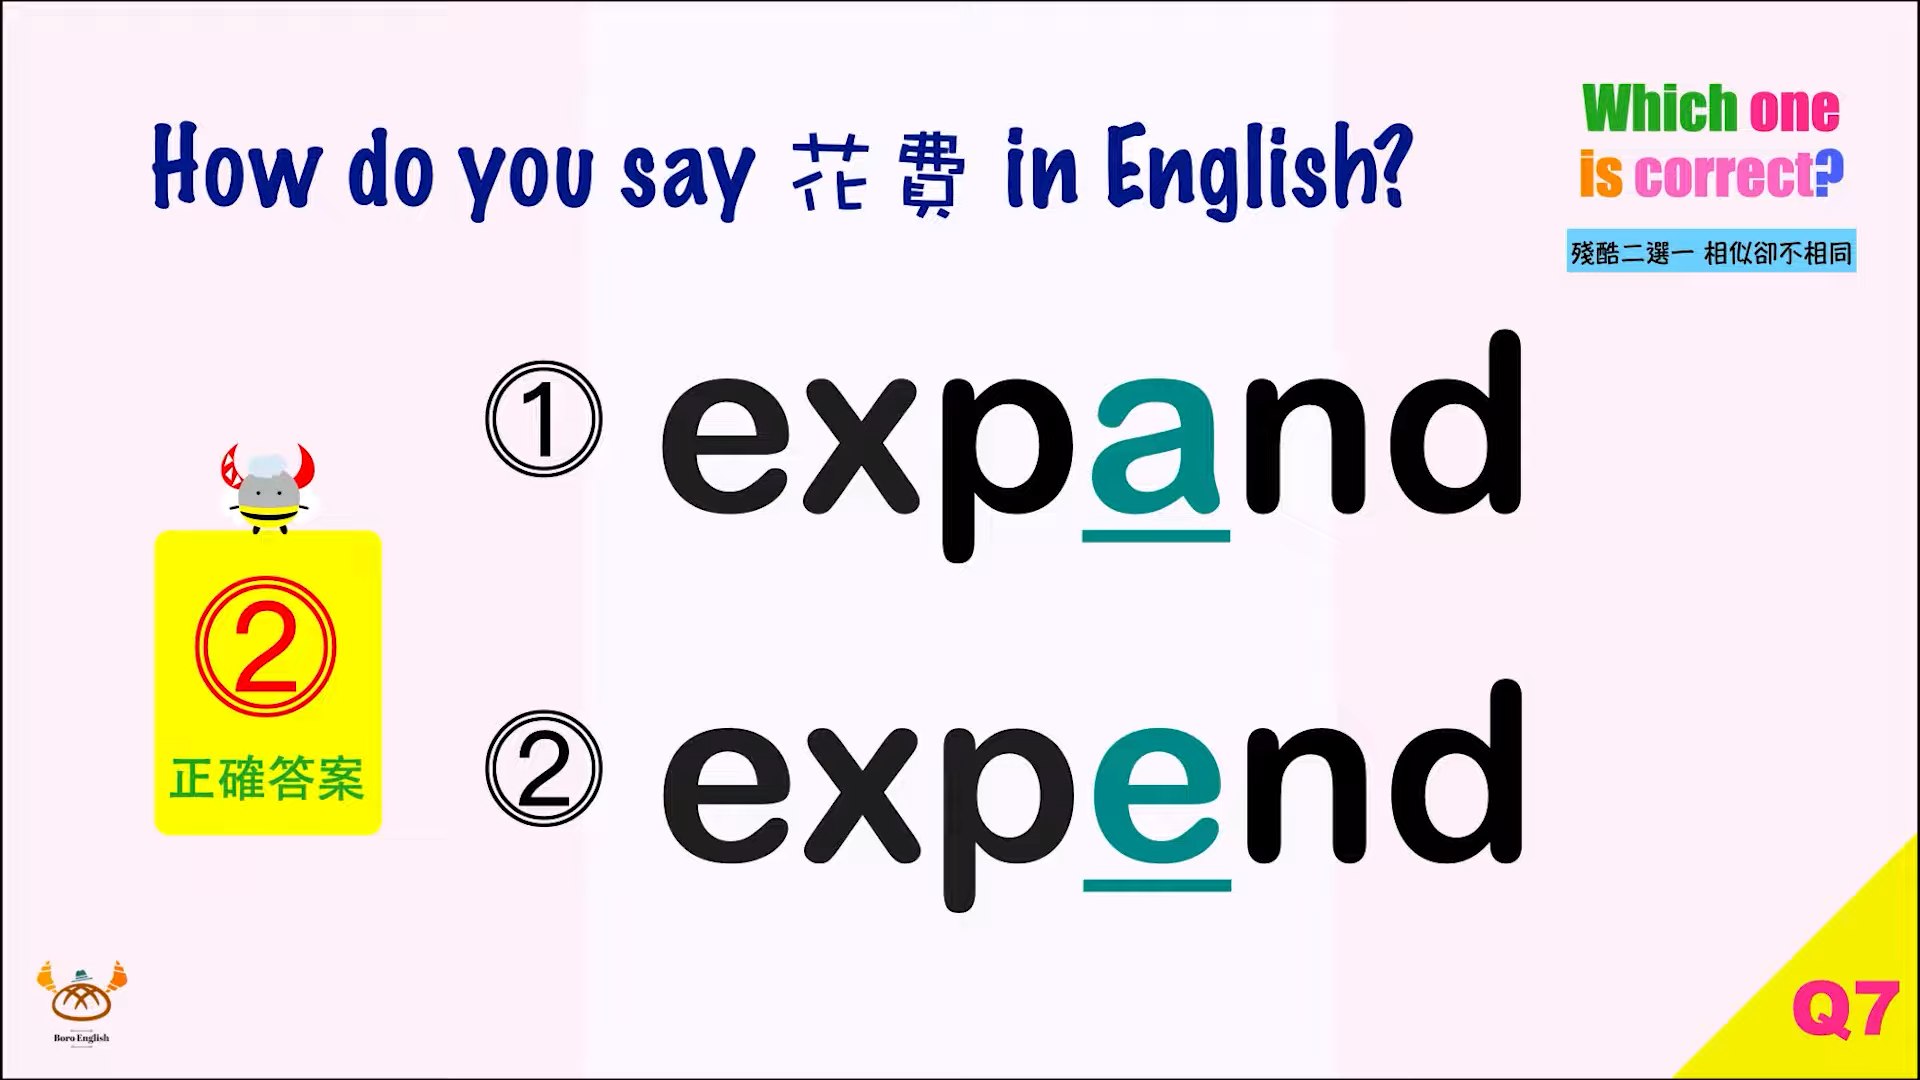 How do you say 花費 in English?
Which one
is correct?
殘酷二選一 相似卻不相同
① expand
② expend
②
正確答案
Boro English
Q7